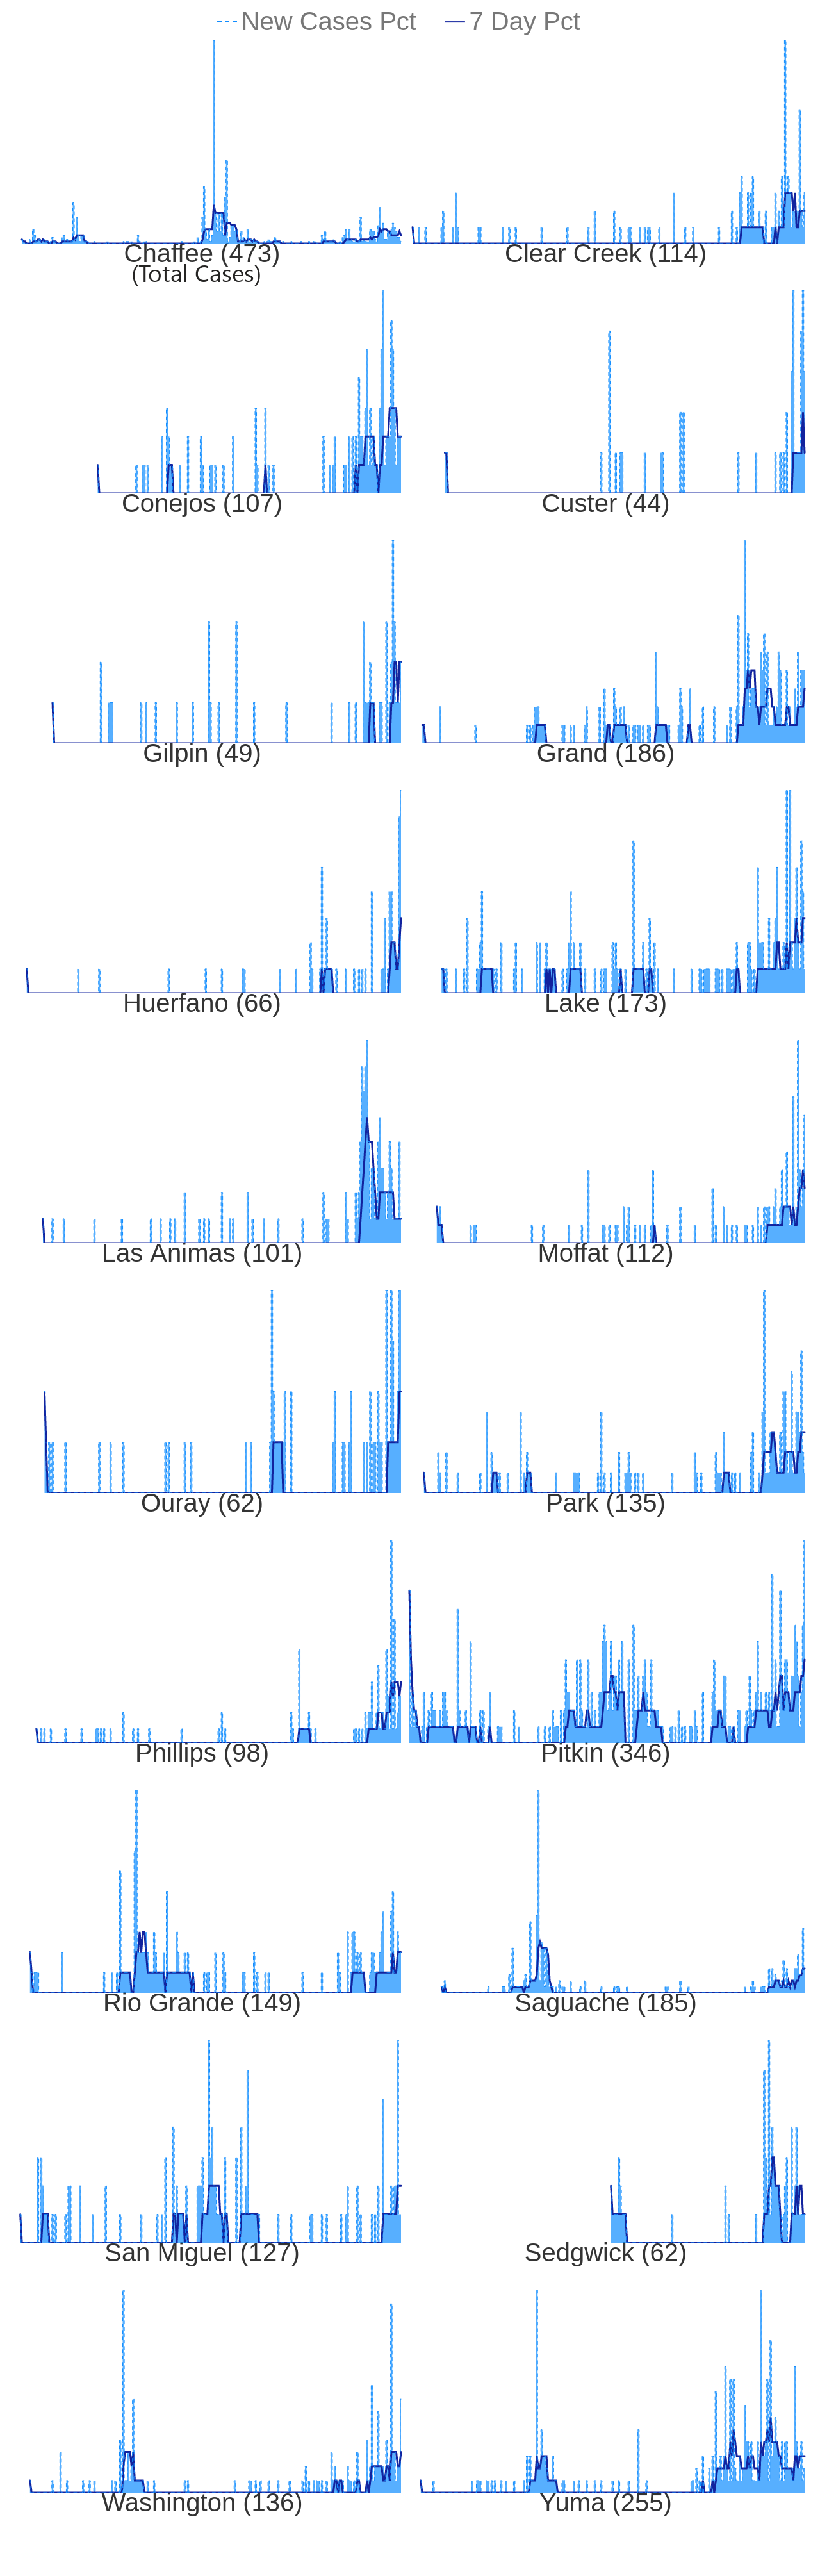 New Cases Pct 7 Day Pct
Chaffee (473) Clear Creek (114)
(Total Cases)
Conejos (107) Custer (44)
Gilpin (49) Grand (186)
Huerfano (66) Lake (173)
Las Animas (101) Moffat (112)
Ouray (62) Park (135)
Phillips (98) Pitkin (346)
Rio Grande (149) Saguache (185)
San Miguel (127) Sedgwick (62)
Washington (136) Yuma (255)